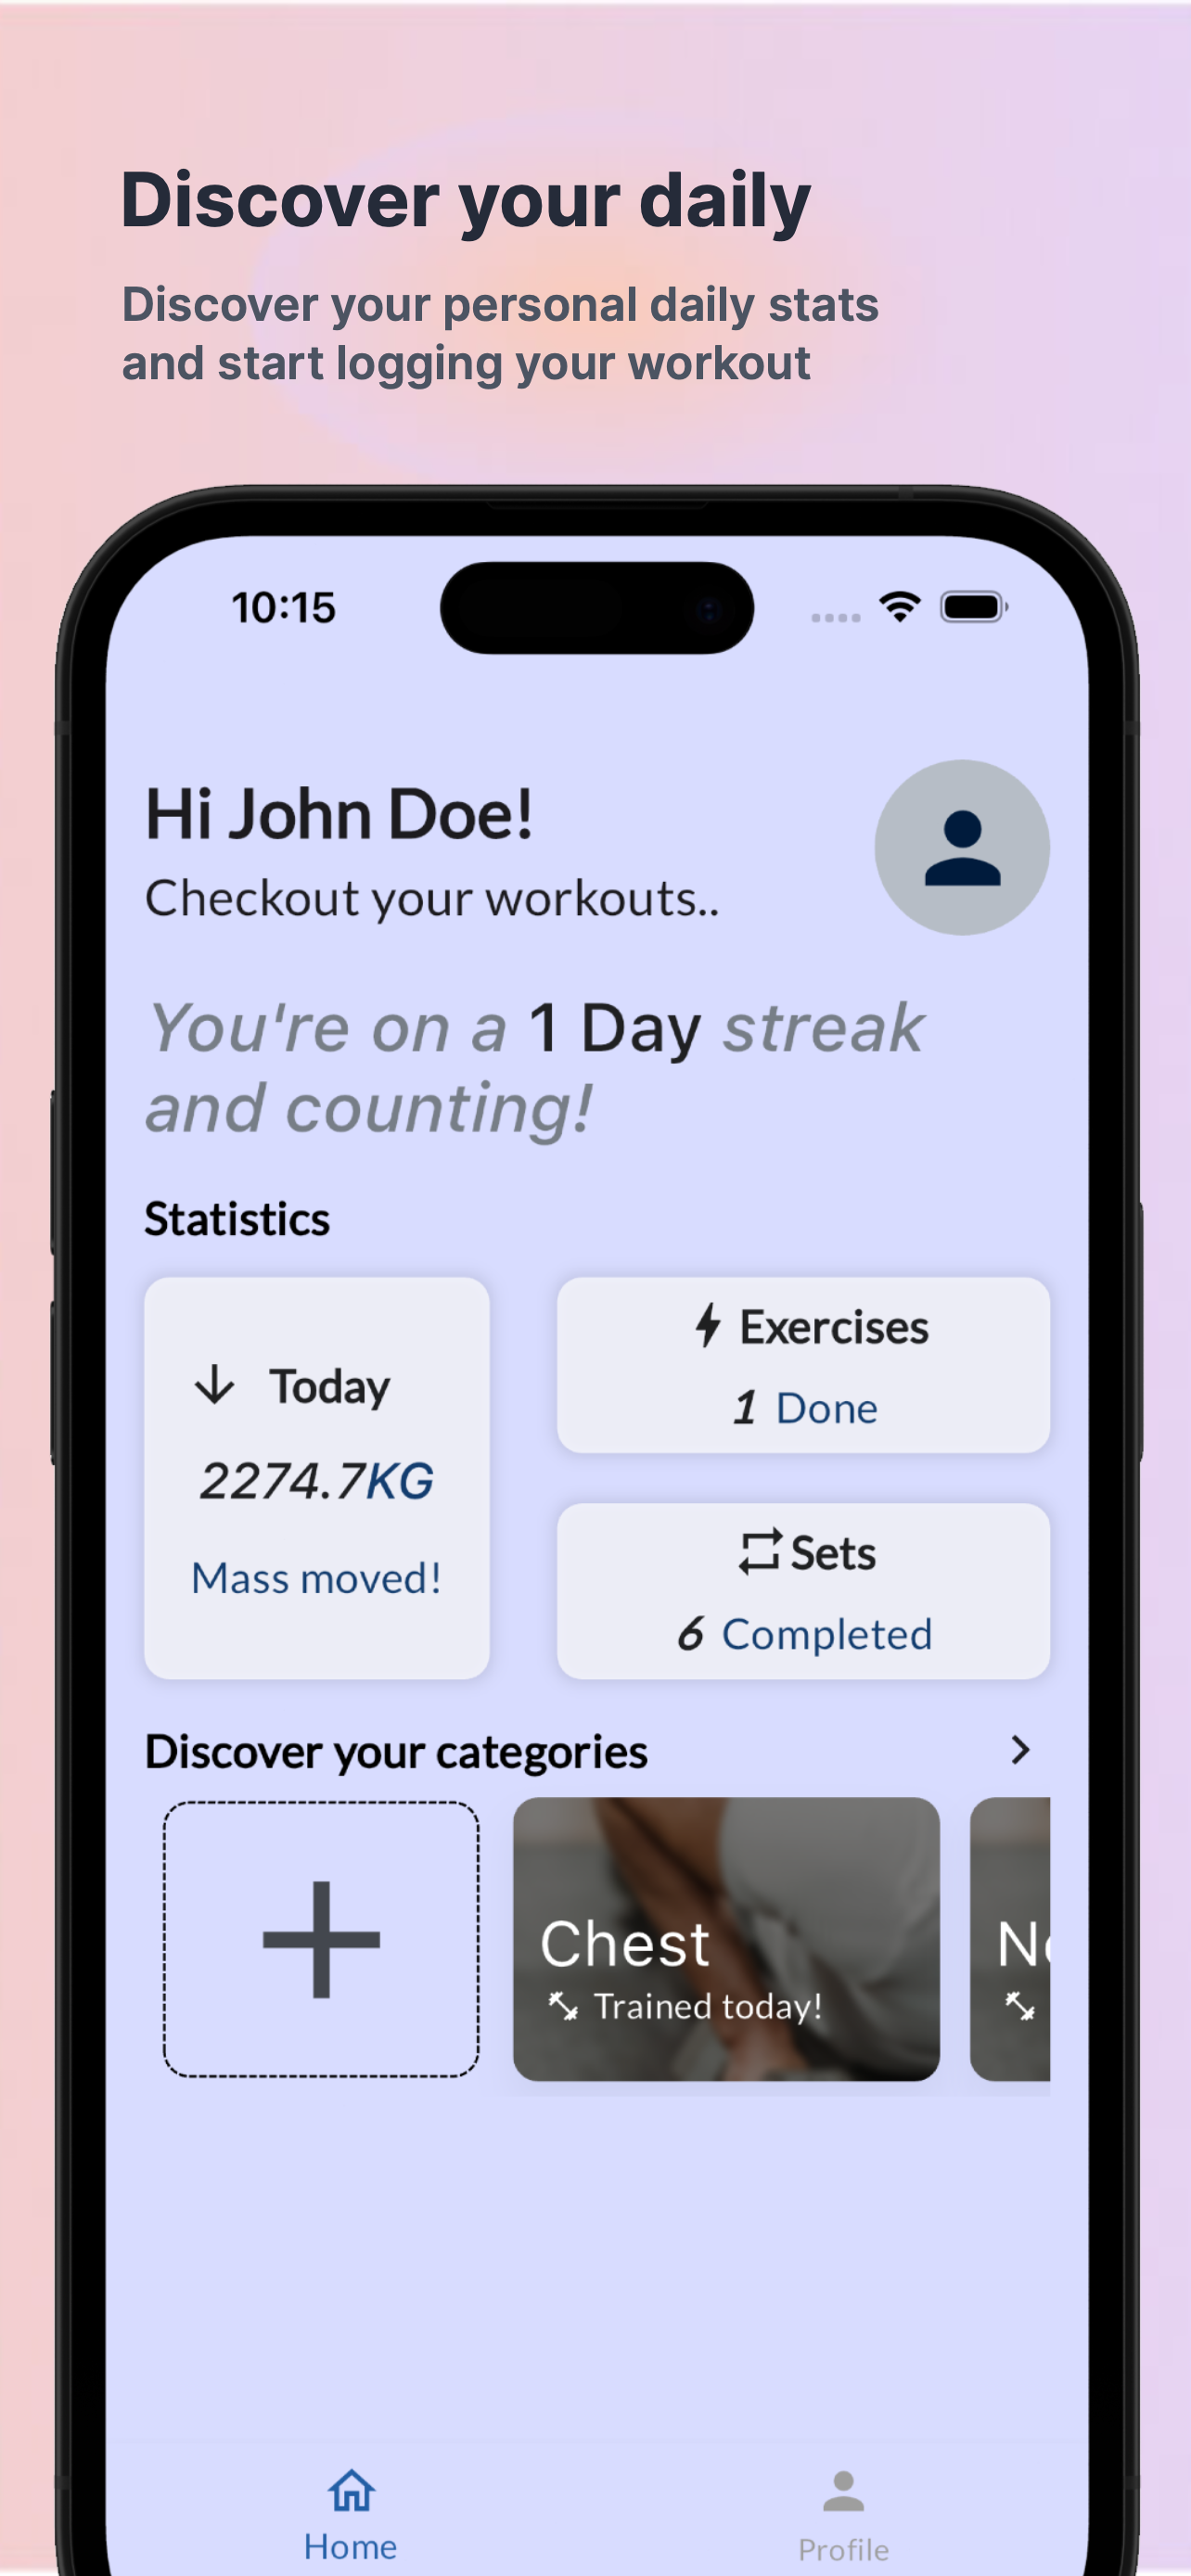 Discover your daily
Discover your personal daily stats
and start logging your workout
10:15
Hi John Doe!
Checkout your workouts..
You're on a 1 Day streak
and counting!
Statistics
Today
2274.7KG
Mass moved!
Exercises
1 Done
Sets
6 Completed
Discover your categories
Chest
Trained today!
Home
Profile